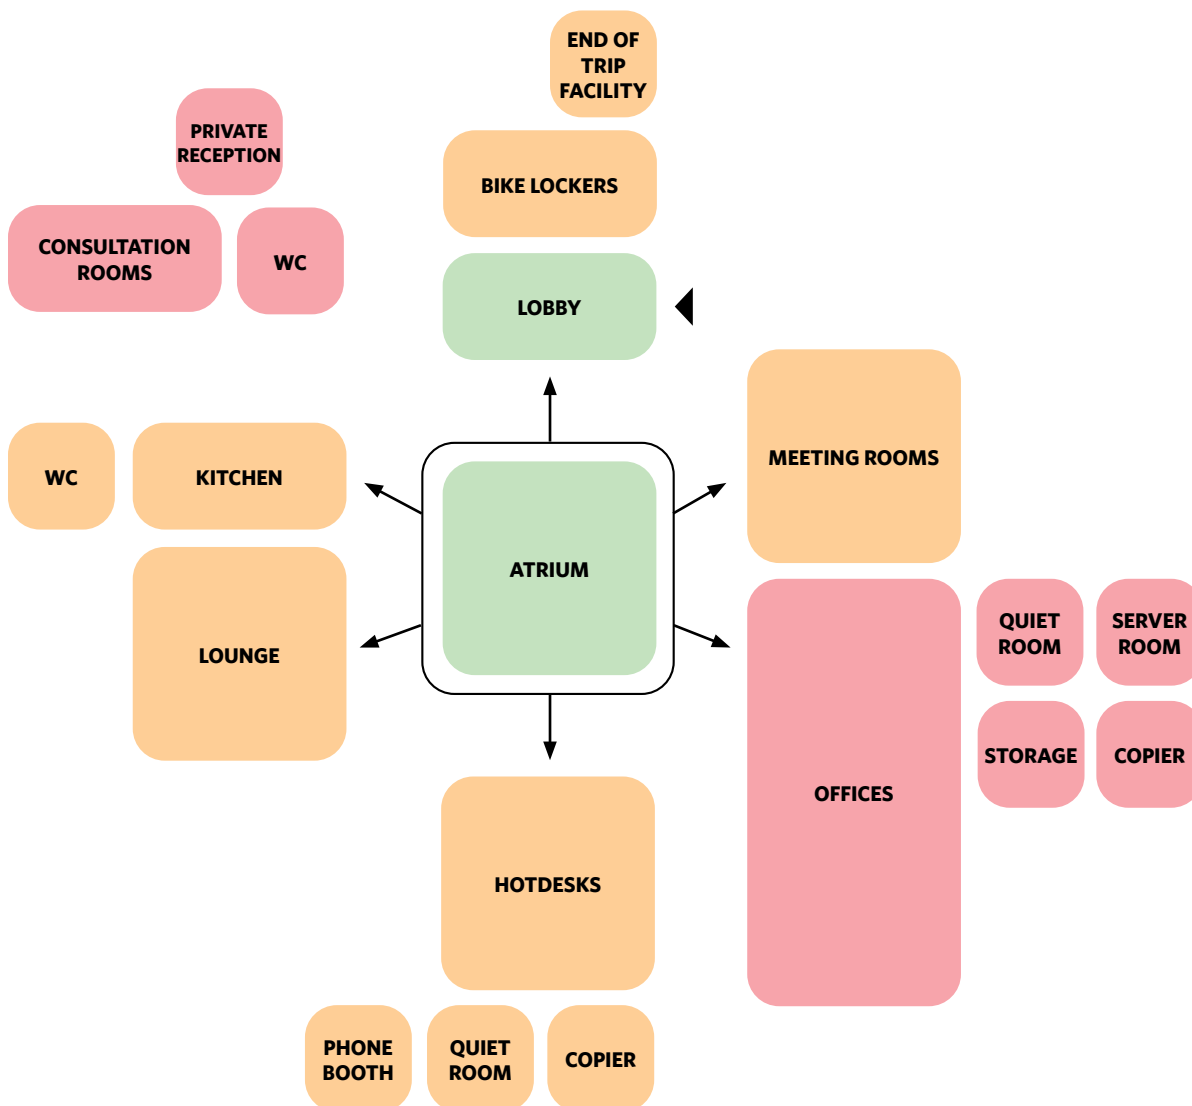 END OF
TRIP
FACILITY
PRIVATE
RECEPTION
BIKE LOCKERS
CONSULTATION
ROOMS
WC
LOBBY
MEETING ROOMS
WC
KITCHEN
ATRIUM
LOUNGE
QUIET
ROOM
SERVER
ROOM
STORAGE
COPIER
OFFICES
HOTDESKS
PHONE
BOOTH
QUIET
ROOM
COPIER